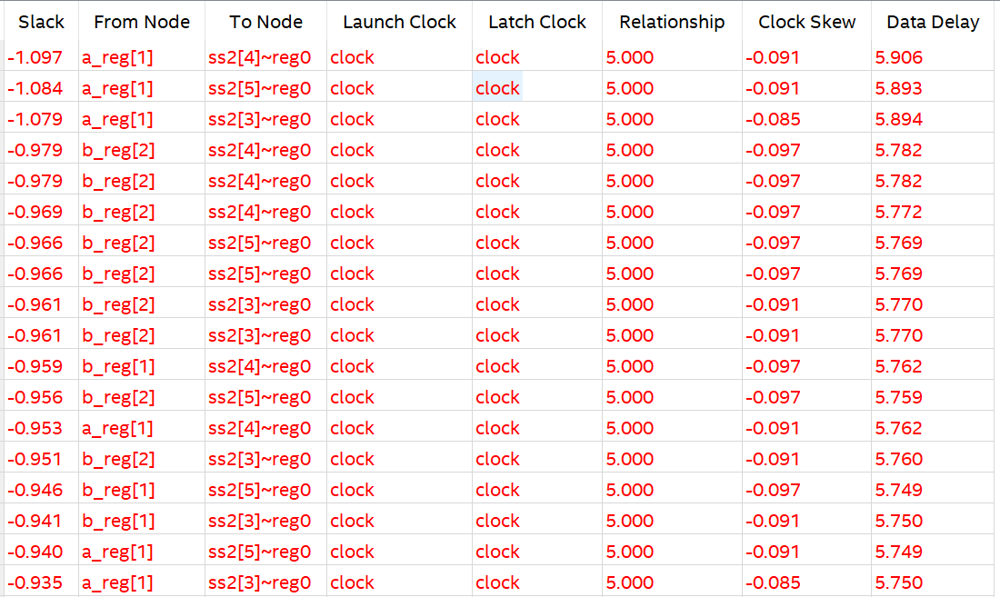 Slack From Node To Node Launch Clock Latch Clock Relationship Clock Skew Data Delay
-1.097 a_reg[1] ss2[4]~reg0 clock clock 5.000 -0.091 5.906
-1.084 a_reg[1] ss2[5]~reg0 clock clock 5.000 -0.091 5.893
-1.079 a_reg[1] ss2[3]~reg0 clock clock 5.000 -0.085 5.894
-0.979 b_reg[2] ss2[4]~reg0 clock clock 5.000 -0.097 5.782
-0.979 b_reg[2] ss2[4]~reg0 clock clock 5.000 -0.097 5.782
-0.969 b_reg[2] ss2[4]~reg0 clock clock 5.000 -0.097 5.772
-0.966 b_reg[2] ss2[5]~reg0 clock clock 5.000 -0.097 5.769
-0.966 b_reg[2] ss2[5]~reg0 clock clock 5.000 -0.097 5.769
-0.961 b_reg[2] ss2[3]~reg0 clock clock 5.000 -0.091 5.770
-0.961 b_reg[2] ss2[3]~reg0 clock clock 5.000 -0.091 5.770
-0.959 b_reg[1] ss2[4]~reg0 clock clock 5.000 -0.097 5.762
-0.956 b_reg[2] ss2[5]~reg0 clock clock 5.000 -0.097 5.759
-0.953 a_reg[1] ss2[4]~reg0 clock clock 5.000 -0.091 5.762
-0.951 b_reg[2] ss2[3]~reg0 clock clock 5.000 -0.091 5.760
-0.946 b_reg[1] ss2[5]~reg0 clock clock 5.000 -0.097 5.749
-0.941 b_reg[1] ss2[3]~reg0 clock clock 5.000 -0.091 5.750
-0.940 a_reg[1] ss2[5]~reg0 clock clock 5.000 -0.091 5.749
-0.935 a_reg[1] ss2[3]~reg0 clock clock 5.000 -0.085 5.750